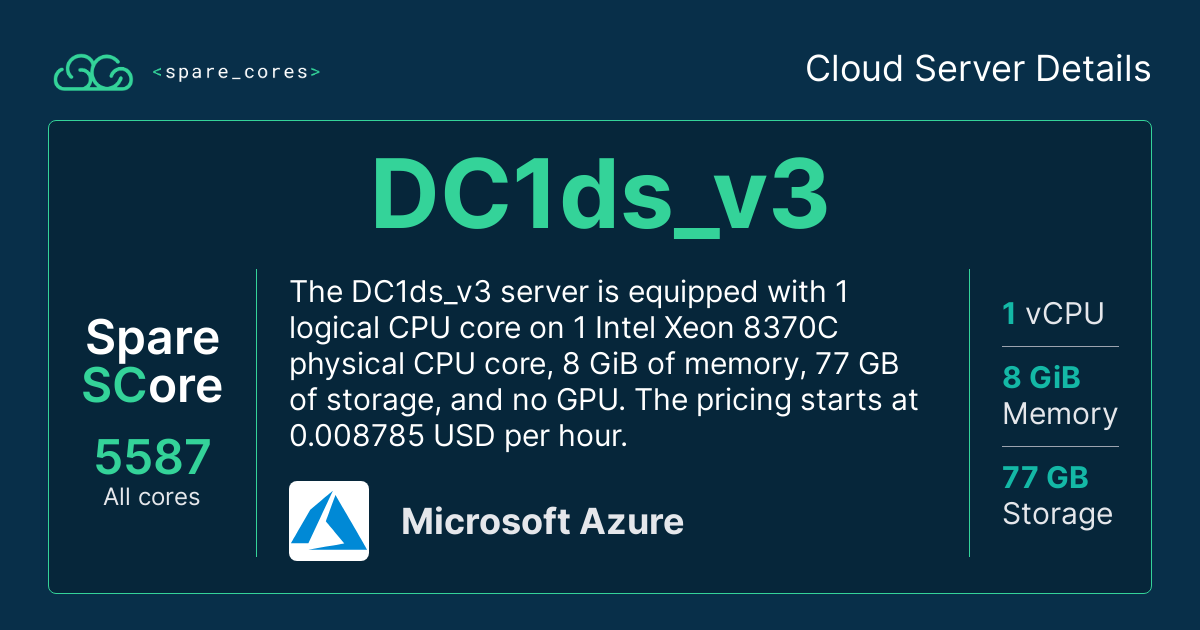 <spare_cores>
Cloud Server Details
DC1ds_v3
Spare
SCore
5587
All cores
The DC1ds_v3 server is equipped with 1
logical CPU core on 1 Intel Xeon 8370C
physical CPU core, 8 GiB of memory, 77 GB
of storage, and no GPU. The pricing starts at
0.008785 USD per hour.
Microsoft Azure
1 vCPU
8 GiB
Memory
77 GB
Storage